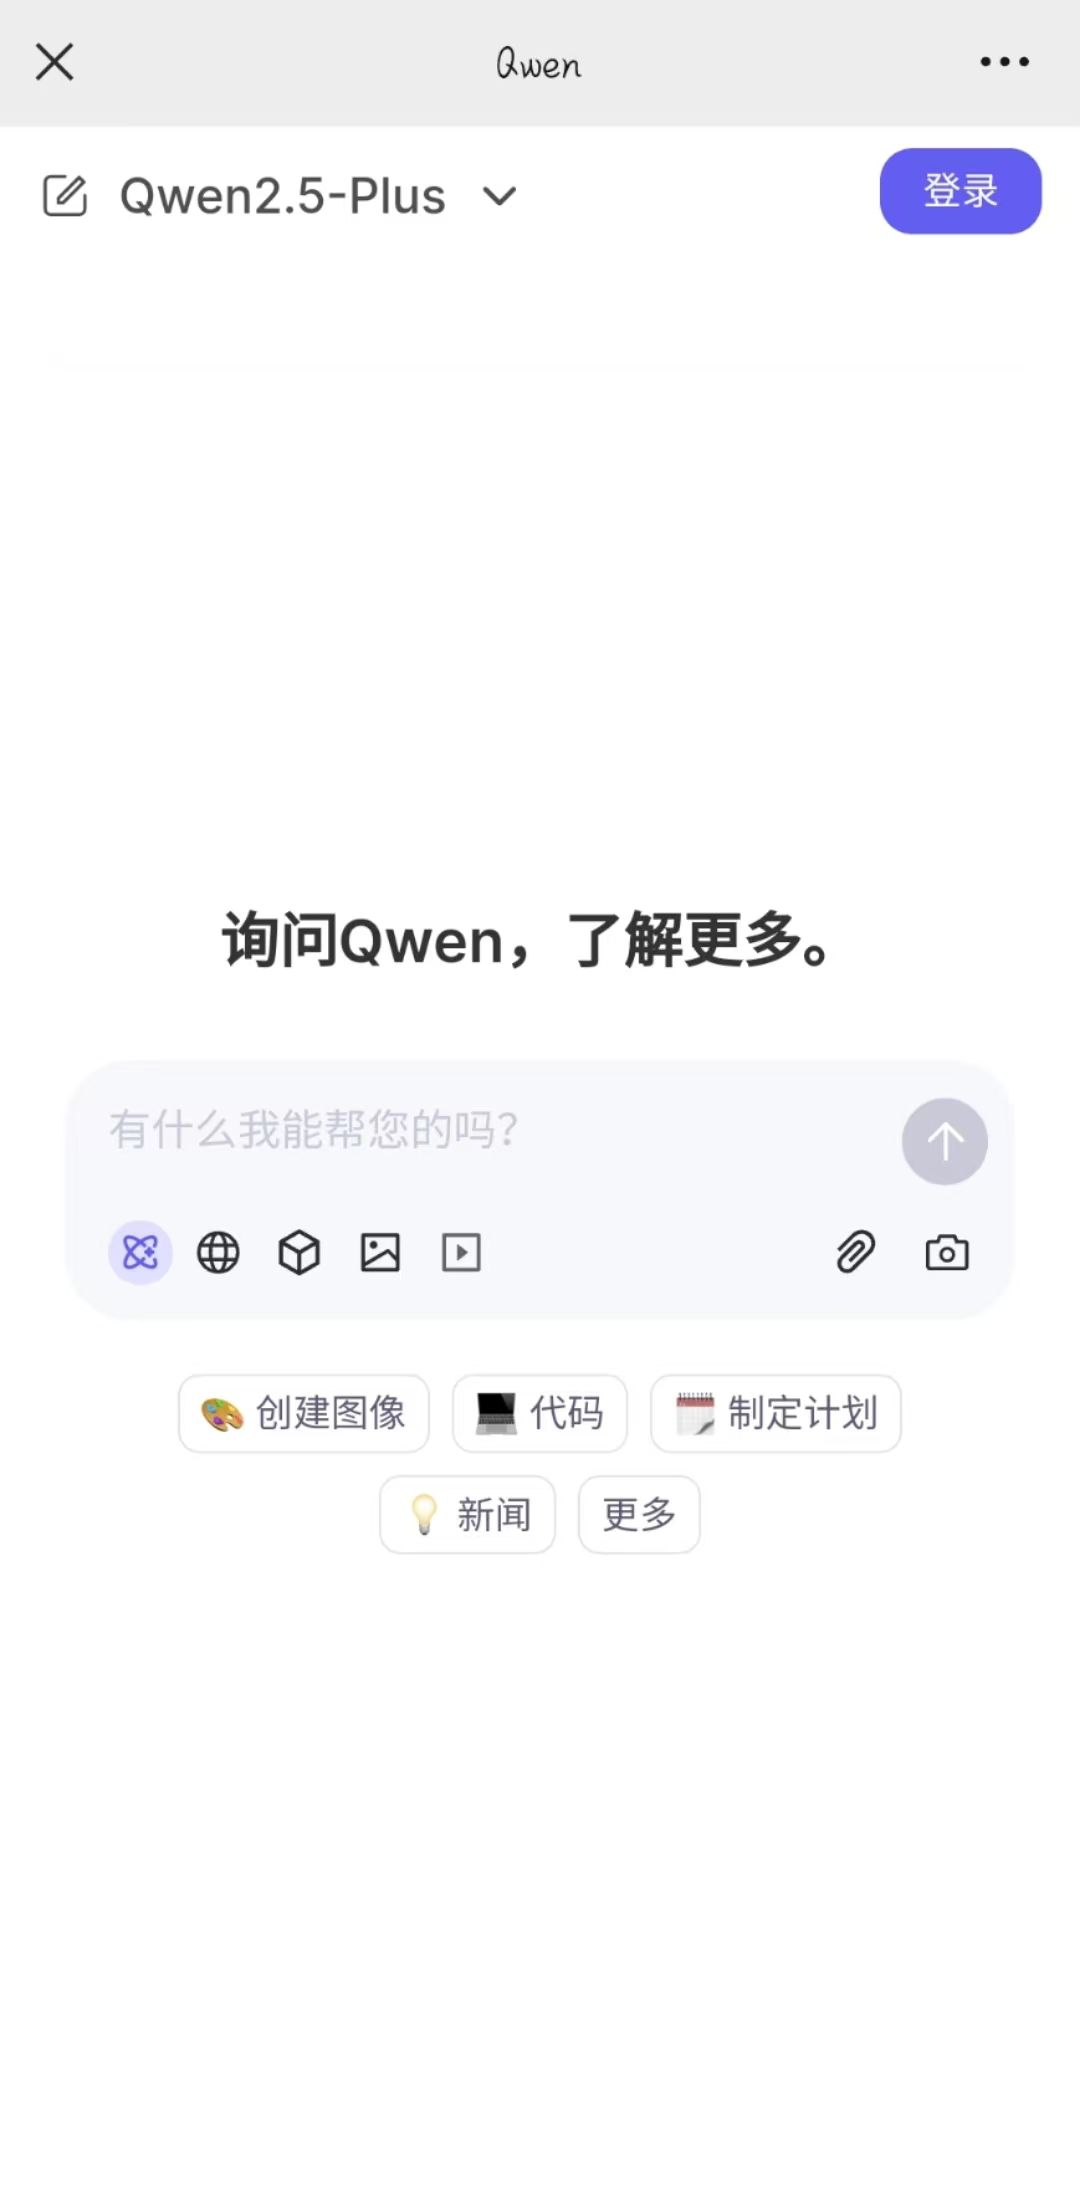 Qwen
Qwen2.5-Plus
登录
询问Qwen，了解更多。
有什么我能帮您的吗？
创建图像
代码
制定计划
新闻
更多